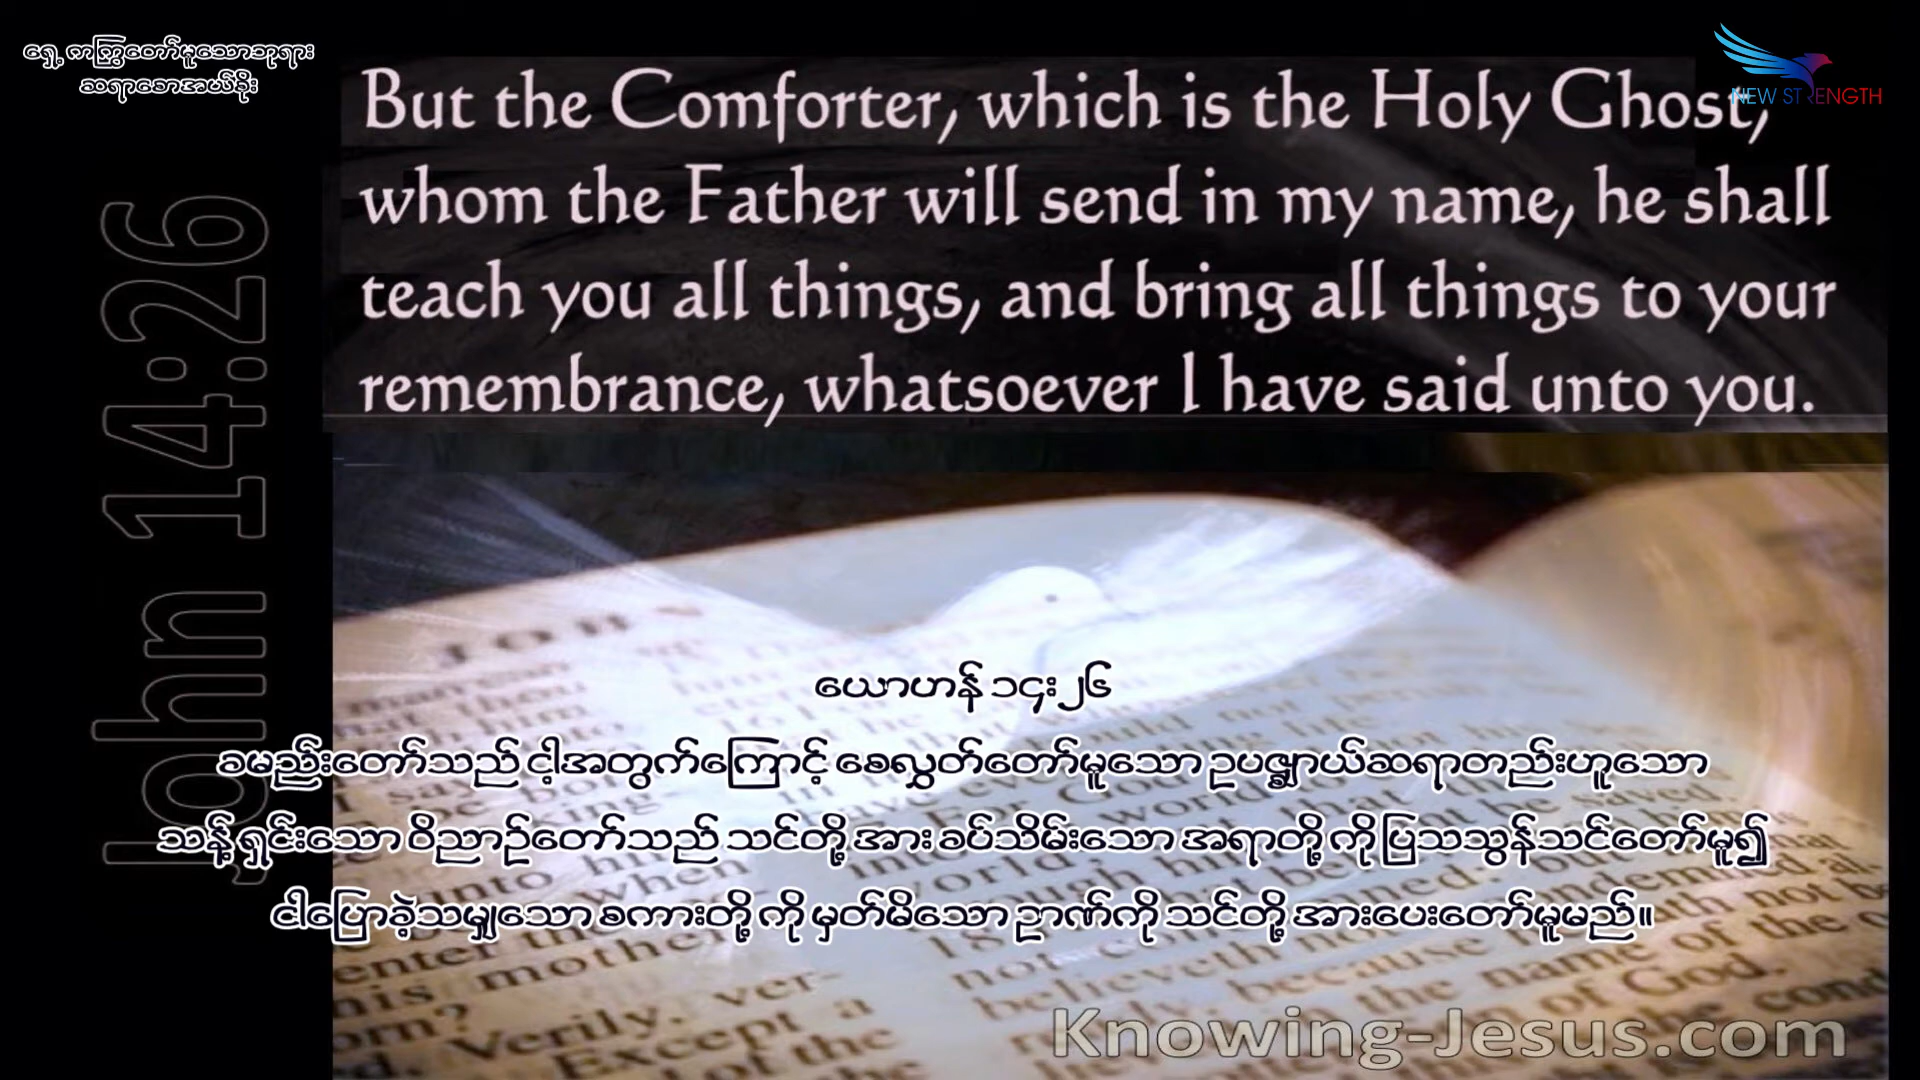 ရှေ့ ကကြွတော်မူသောဘုရား
ဆရာစောအယ်ခိုး
NEW STRENGTH
But the Comforter, which is the Holy Ghost,
whom the Father will send in my name, he shall
teach you all things, and bring all things to your
remembrance, whatsoever I have said unto you.
John 14:26
ယောဟန် ၁၄း၂၆
ခမည်းတော်သည် ငါ့အတွက်ကြောင့် စေလွှတ်တော်မူသော ဥပဇ္ဈာယ်ဆရာတည်းဟူသော
သန့် ရှင်းသော ဝိညာဉ်တော်သည် သင်တို့ အား ခပ်သိမ်းသော အရာတို့ ကို ပြသသွန်သင်တော်မူ၍
ငါပြောခဲ့သမျှသော စကားတို့ ကို မှတ်မိသော ဥာဏ်ကို သင်တို့ အားပေးတော်မူမည်။
Knowing-Jesus.com